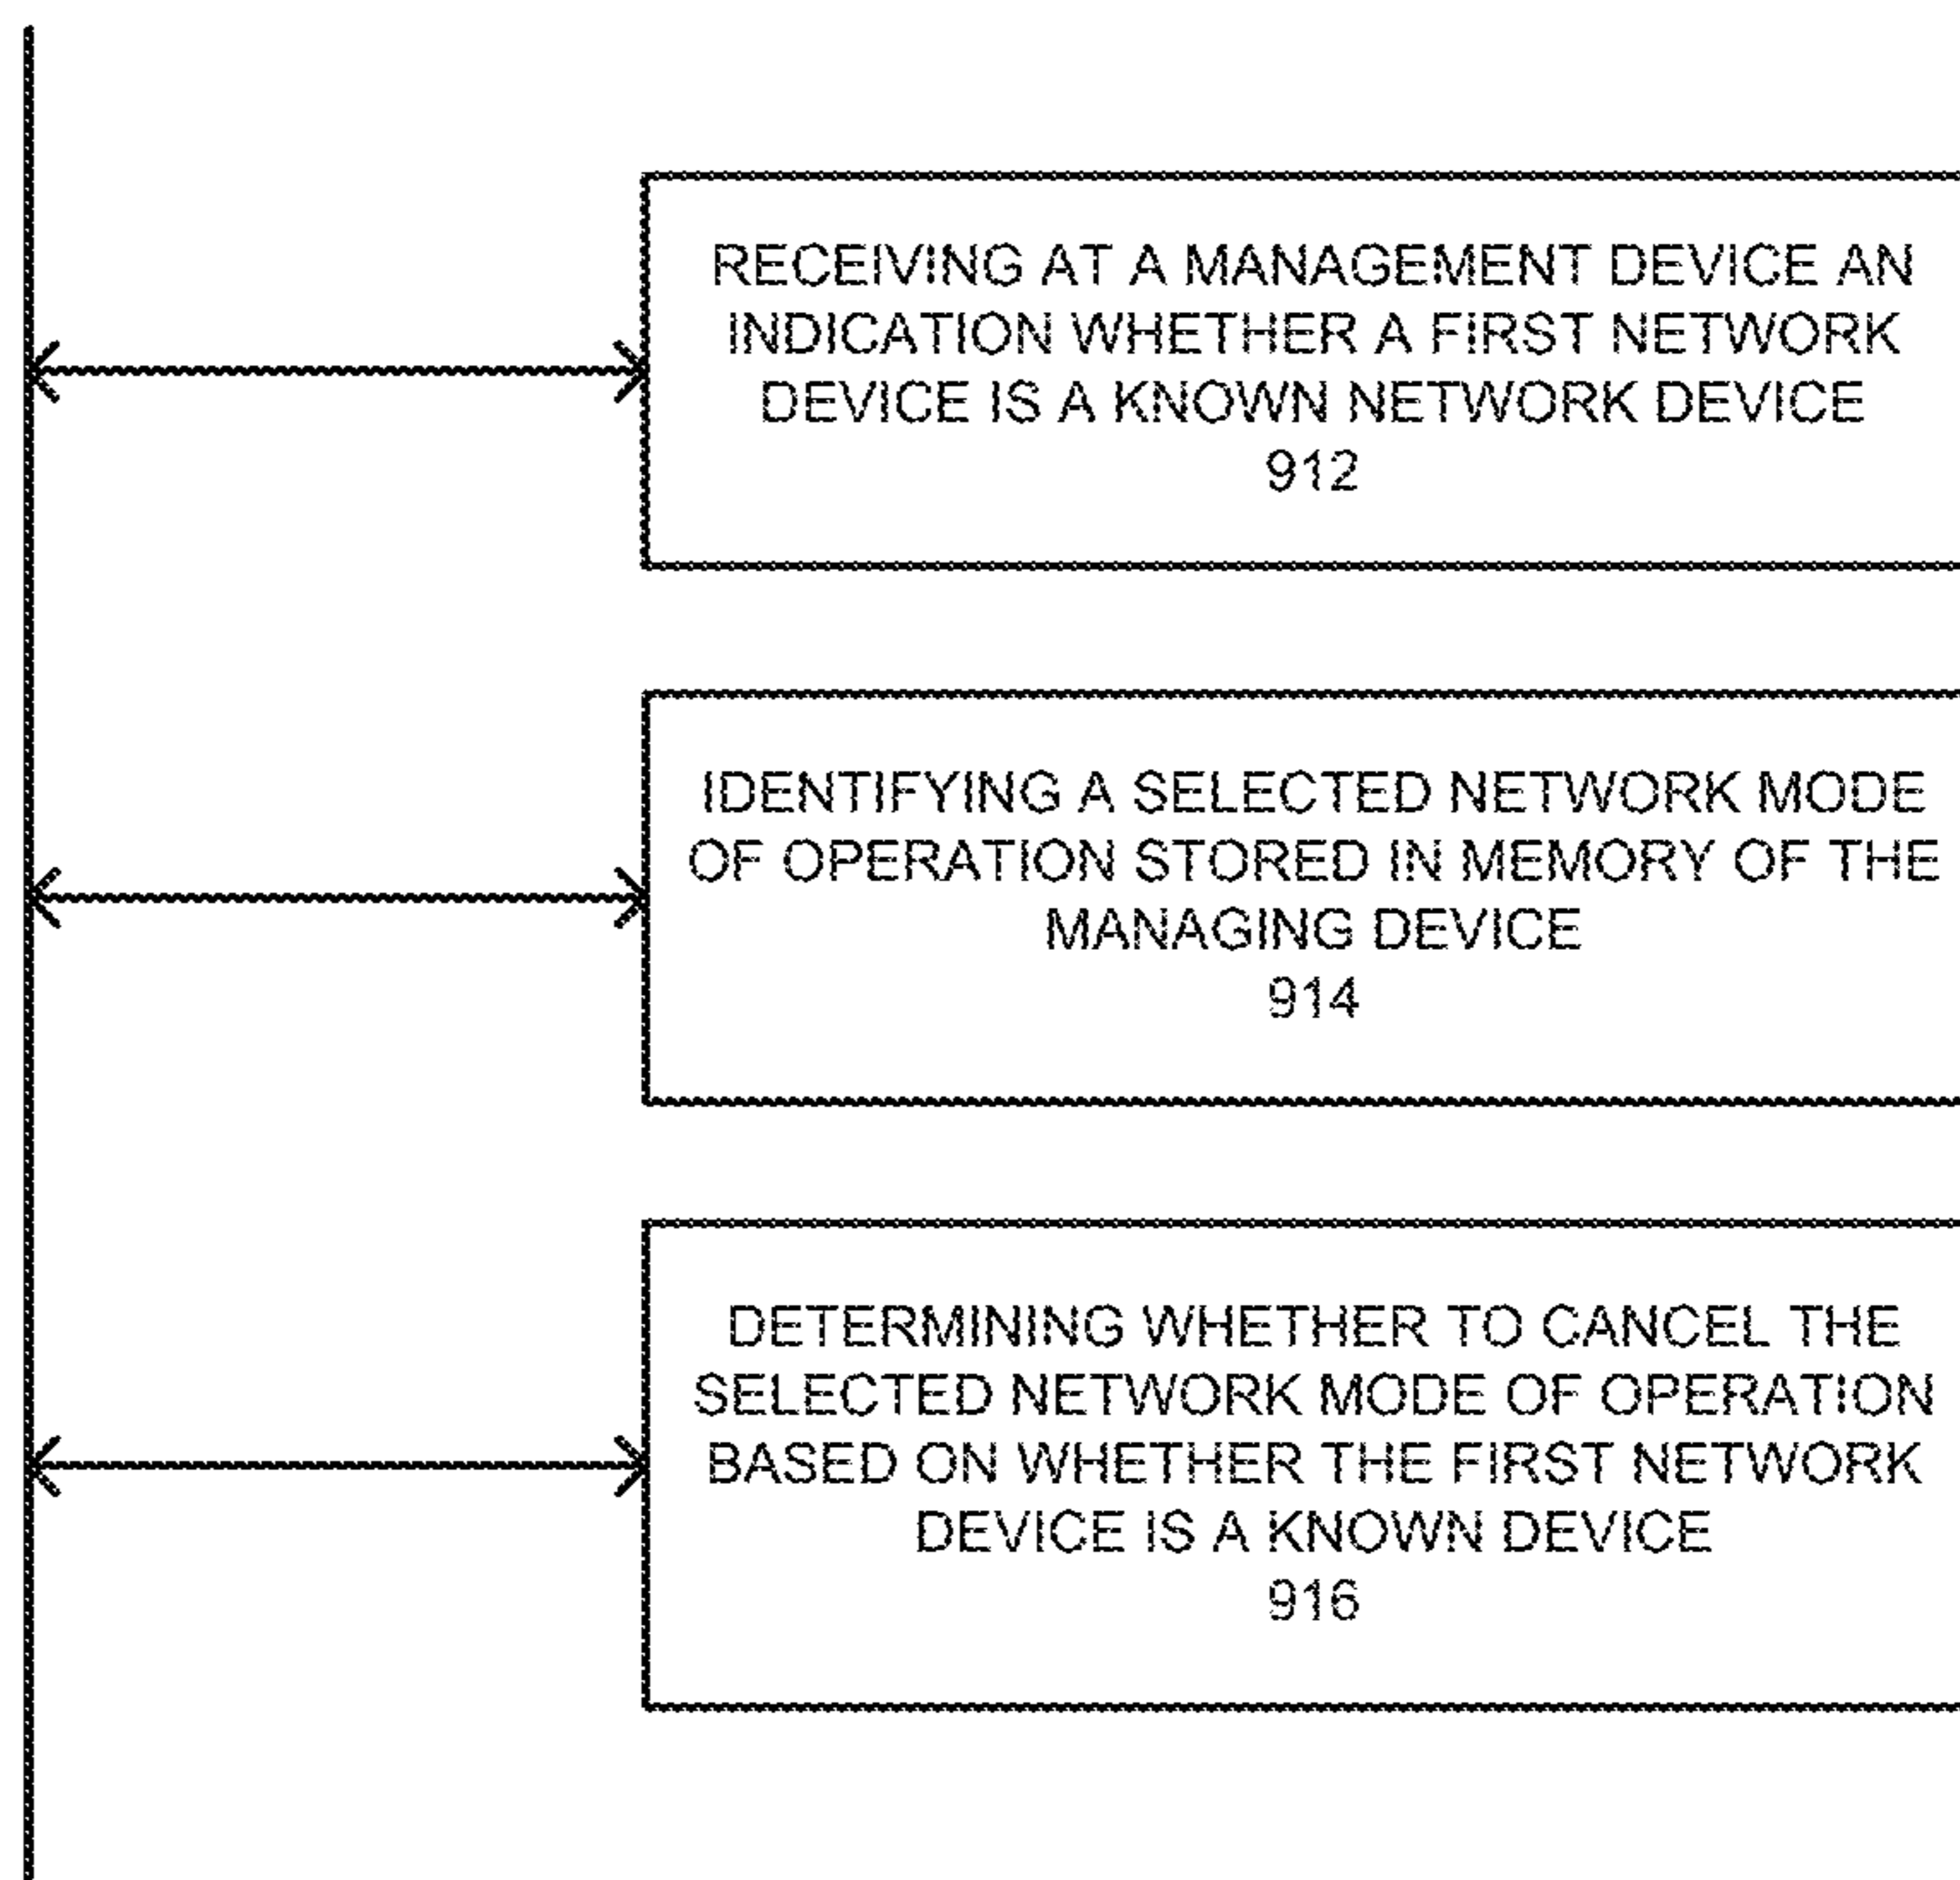 RECEIVING AT A MANAGEMENT DEVICE AN
INDICATION WHETHER A FIRST NETWORK
DEVICE IS A KNOWN NETWORK DEVICE
912
IDENTIFYING A SELECTED NETWORK MODE
OF OPERATION STORED IN MEMORY OF THE
MANAGING DEVICE
914
DETERMINING WHETHER TO CANCEL THE
SELECTED NETWORK MODE OF OPERATION
BASED ON WHETHER THE FIRST NETWORK
DEVICE IS A KNOWN DEVICE
916